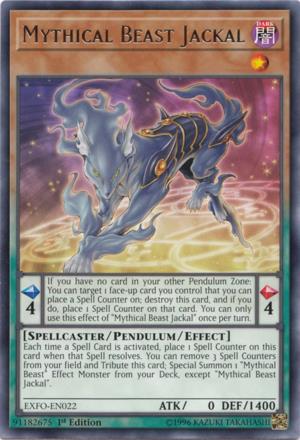 MYTHICAL BEAST JACKAL
DARK
闇
If you have no card in your other Pendulum Zone:
You can target 1 face-up card you control that you can
place a Spell Counter on; destroy this card, and if you
do, place 1 Spell Counter on that card. You can only
use this effect of "Mythical Beast Jackal" once per turn.
4
4
[SPELLCASTER/PENDULUM/EFFECT]
Each time a Spell Card is activated, place 1 Spell Counter on this
card when that Spell resolves. You can remove 3 Spell Counters
from your field and Tribute this card; Special Summon 1 "Mythical
Beast" Effect Monster from your Deck, except "Mythical Beast
Jackal".
ATK/ 0 DEF/1400
EXFO-EN022
91182675 1st Edition ©1996 KAZUKI TAKAHASHI